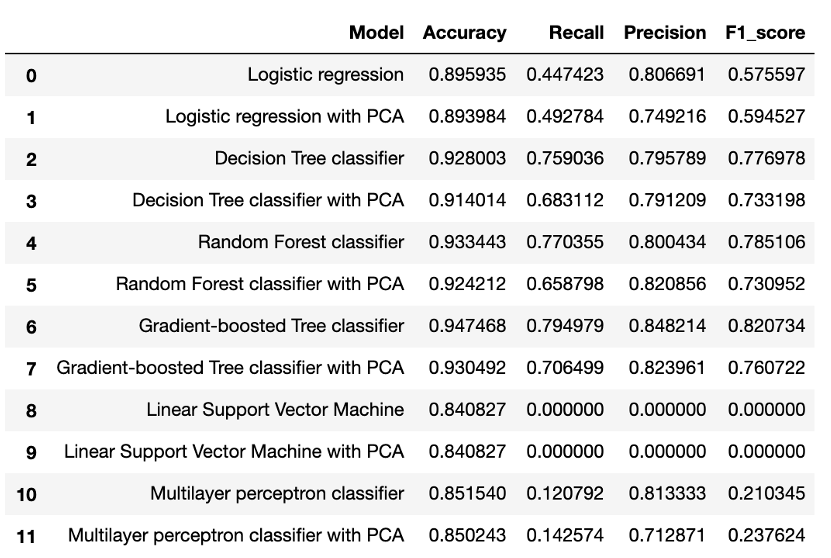 Model Accuracy Recall Precision F1_score
0 Logistic regression 0.895935 0.447423 0.806691 0.575597
1 Logistic regression with PCA 0.893984 0.492784 0.749216 0.594527
2 Decision Tree classifier 0.928003 0.759036 0.795789 0.776978
3 Decision Tree classifier with PCA 0.914014 0.683112 0.791209 0.733198
4 Random Forest classifier 0.933443 0.770355 0.800434 0.785106
5 Random Forest classifier with PCA 0.924212 0.658798 0.820856 0.730952
6 Gradient-boosted Tree classifier 0.947468 0.794979 0.848214 0.820734
7 Gradient-boosted Tree classifier with PCA 0.930492 0.706499 0.823961 0.760722
8 Linear Support Vector Machine 0.840827 0.000000 0.000000 0.000000
9 Linear Support Vector Machine with PCA 0.840827 0.000000 0.000000 0.000000
10 Multilayer perceptron classifier 0.851540 0.120792 0.813333 0.210345
11 Multilayer perceptron classifier with PCA 0.850243 0.142574 0.712871 0.237624